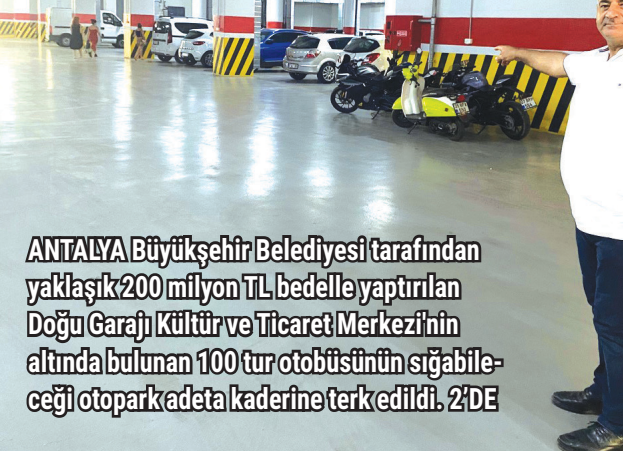 ANTALYA Büyükşehir Belediyesi tarafından
yaklaşık 200 milyon TL bedelle yaptırılan
Doğu Garajı Kültür ve Ticaret Merkezi'nin
altında bulunan 100 tur otobüsünün sığabile-
ceği otopark adeta kaderine terk edildi. 2'DE